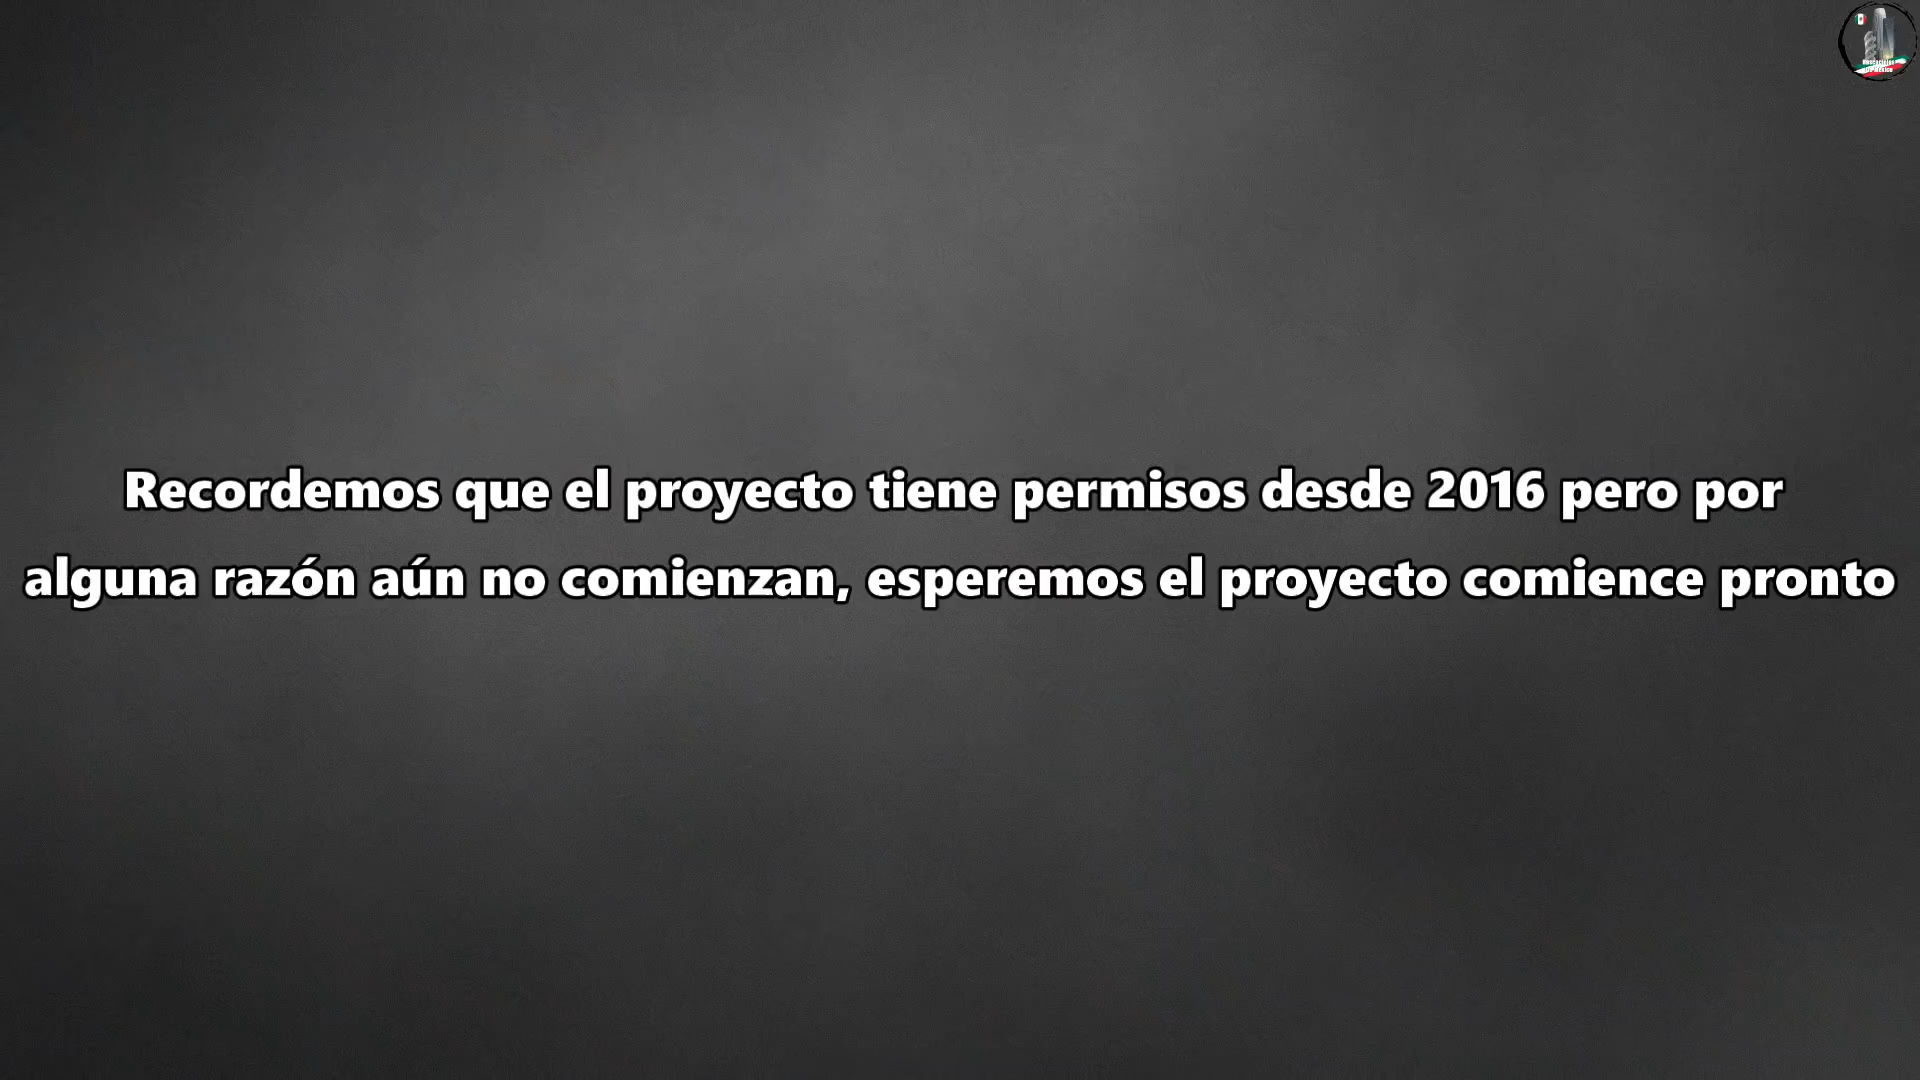 Recordemos que el proyecto tiene permisos desde 2016 pero por
alguna razón aún no comienzan, esperemos el proyecto comience pronto